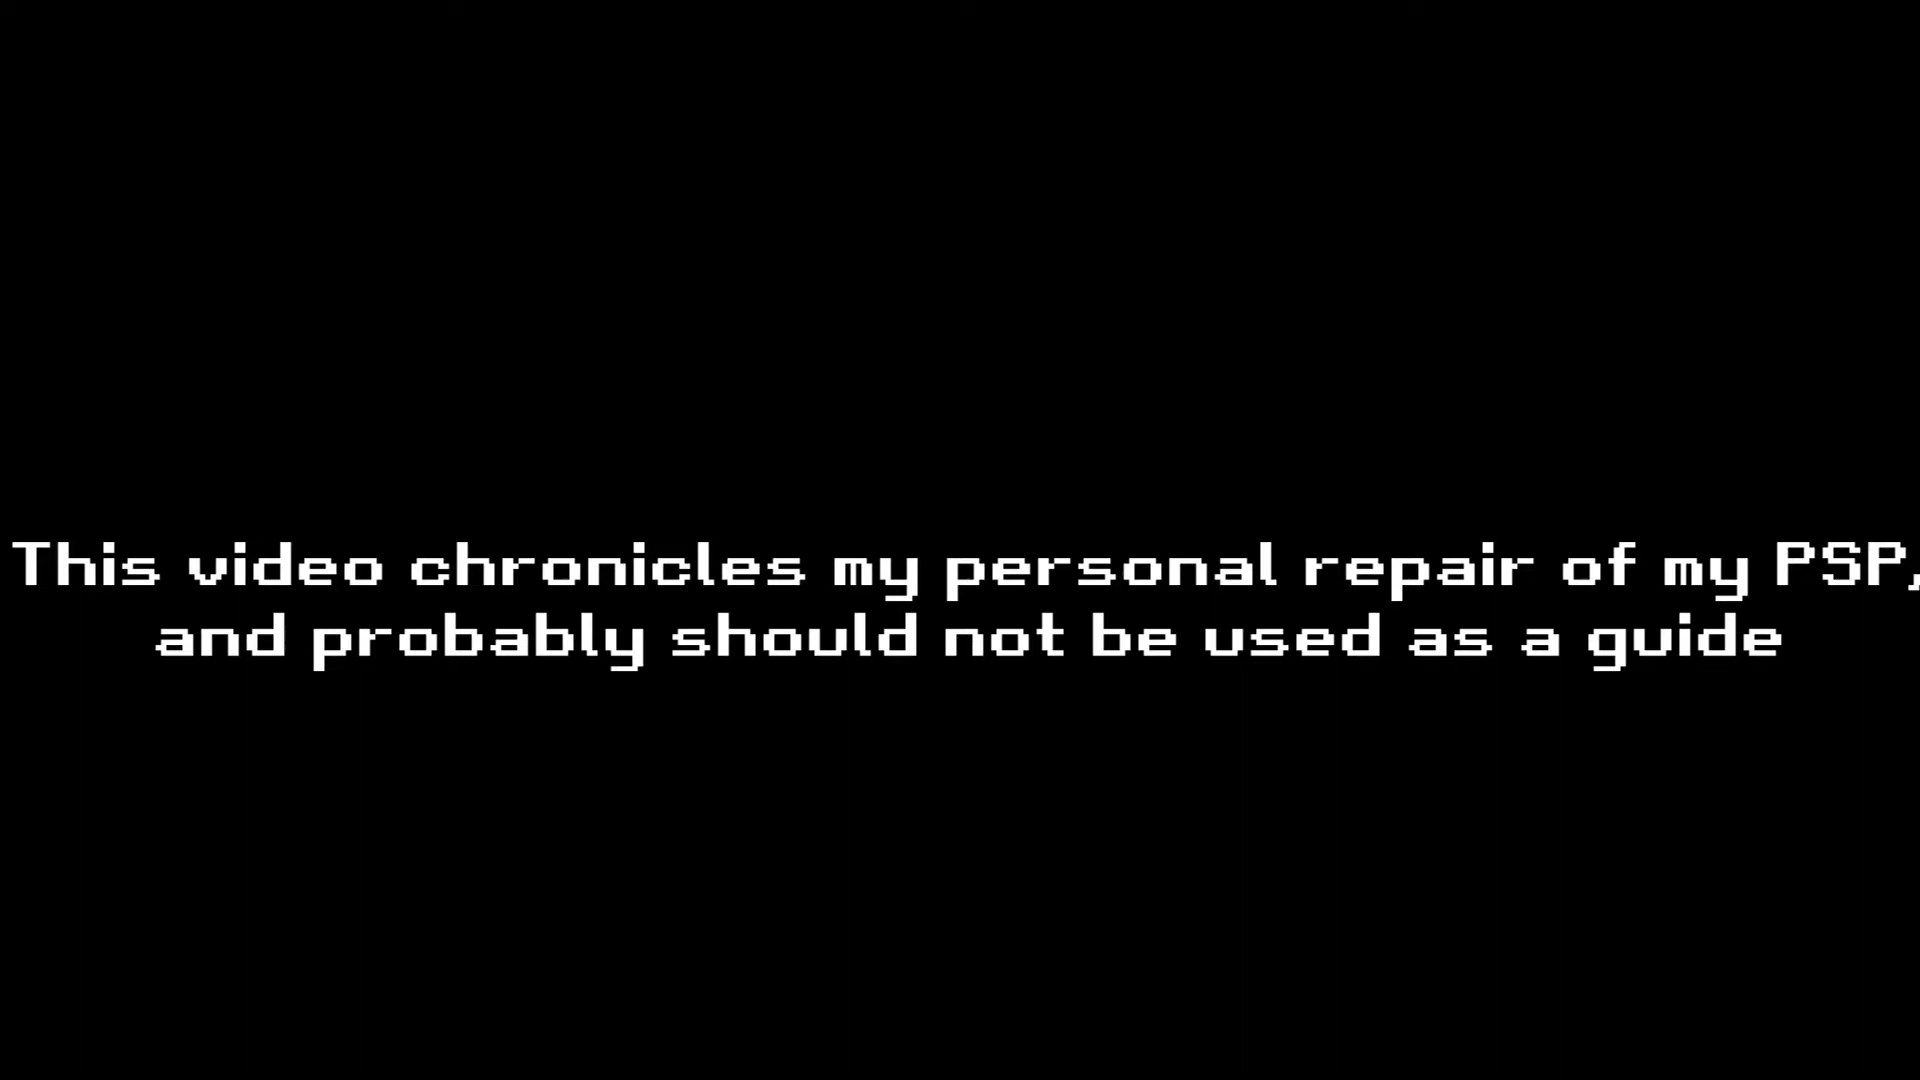 This video chronicles my personal repair of my PSP,
and probably should not be used as a guide